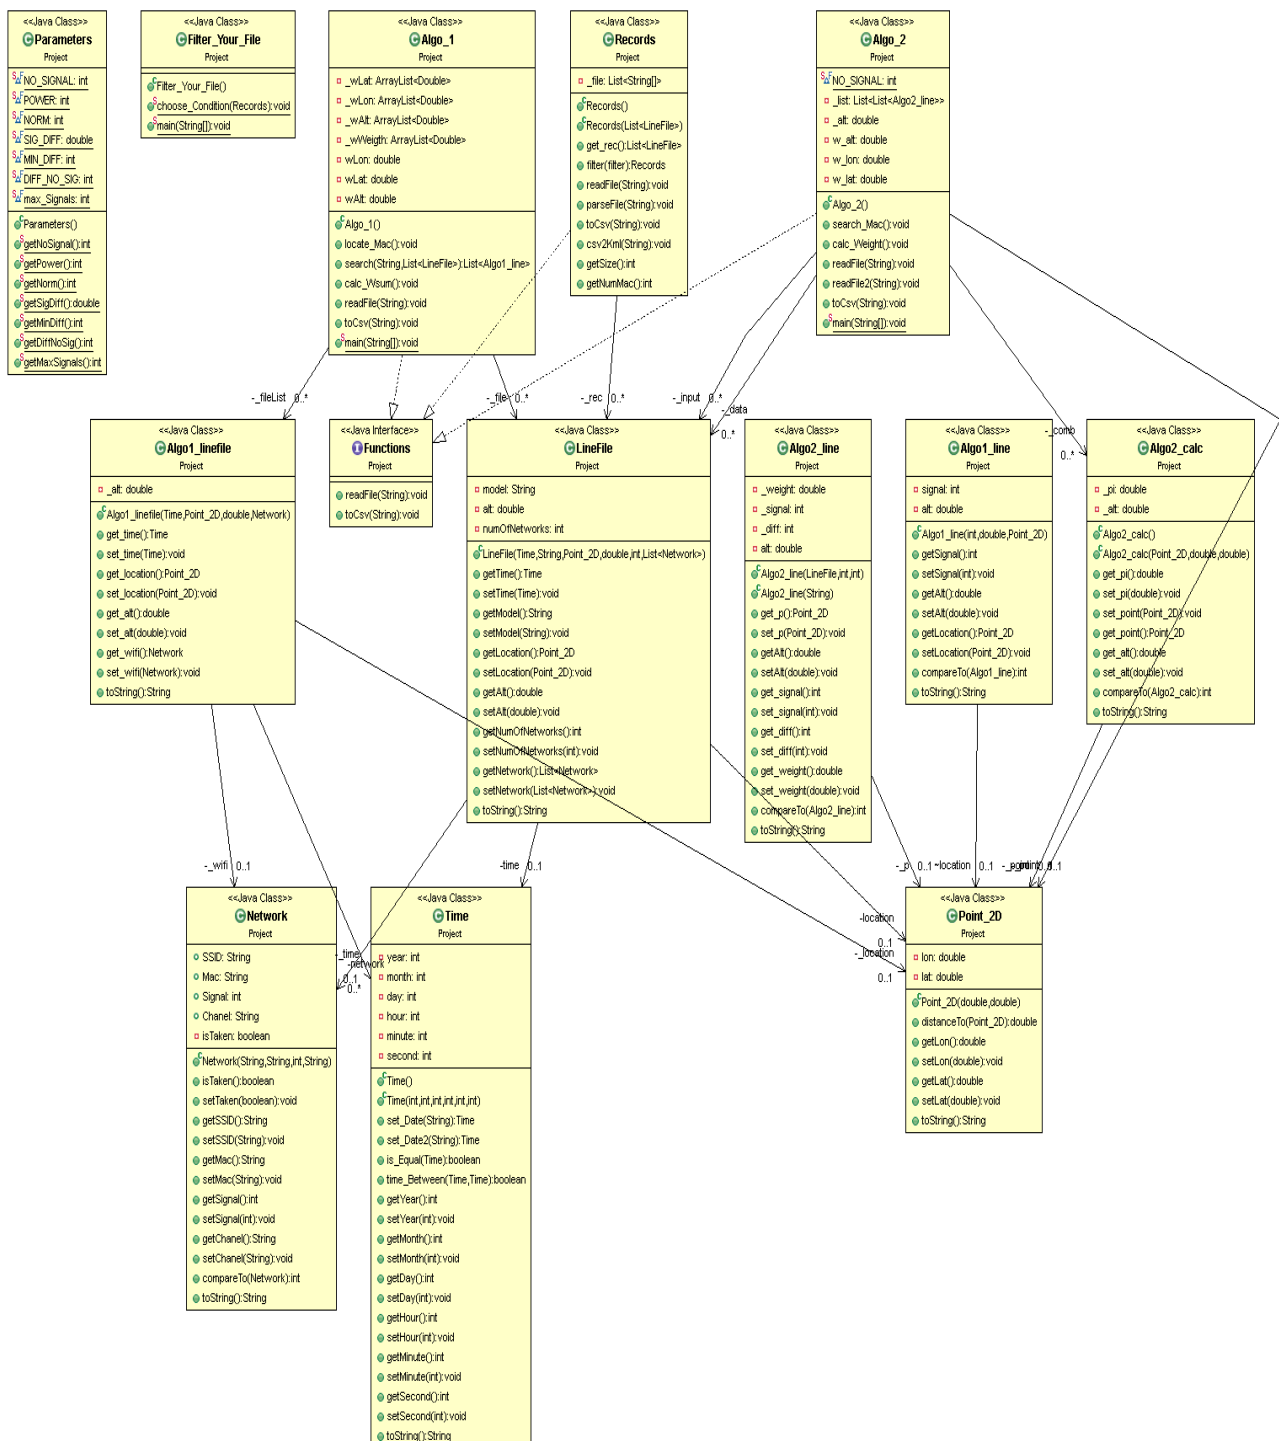 <<Java Class>>
Parameters
Project
NO_SIGNAL: int
POWER: int
NORM: int
SIG_DIFF: double
MIN_DIFF: int
DIFF_NO_SIG: int
max_Signals: int
Parameters()
getNoSignal():int
getPower():int
getNorm():int
getSigDiff():double
getMinDiff():int
getDiffNoSig():int
getMaxSignals():int
<<Java Class>>
Filter_Your_File
Project
Filter_Your_File()
choose_Condition(Records):void
main(String[]):void
<<Java Class>>
Algo_1
Project
_wLat: ArrayList<Double>
_wLon: ArrayList<Double>
_wAlt: ArrayList<Double>
_wWeigth: ArrayList<Double>
wLon: double
wLat: double
wAlt: double
Algo_1()
locate_Mac():void
search(String,List<LineFile>):List<Algo1_line>
calc_Wsum():void
readFile(String):void
toCsv(String):void
main(String[]):void
<<Java Class>>
Records
Project
_file: List<String[]>
Records()
Records(List<LineFile>)
get_rec():List<LineFile>
filter(filter):Records
readFile(String):void
parseFile(String):void
toCsv(String):void
csv2Kml(String):void
getSize():int
getNumMac():int
<<Java Class>>
Algo_2
Project
NO_SIGNAL: int
_list: List<List<Algo2_line>>
_alt: double
w_alt: double
w_lon: double
w_lat: double
Algo_2()
search_Mac():void
calc_Weight():void
readFile(String):void
readFile2(String):void
toCsv(String):void
main(String[]):void
-_fileList 0..*
-_file 0..*
-_rec 0..*
-_input 0..*
-_data
0..*
-_comb
0..*
<<Java Class>>
Algo1_linefile
Project
_alt: double
Algo1_linefile(Time,Point_2D,double,Network)
get_time():Time
set_time(Time):void
get_location():Point_2D
set_location(Point_2D):void
get_alt():double
set_alt(double):void
get_wifi():Network
set_wifi(Network):void
toString():String
<<Java Interface>>
Functions
Project
readFile(String):void
toCsv(String):void
<<Java Class>>
LineFile
Project
model: String
alt: double
numOfNetworks: int
LineFile(Time,String,Point_2D,double,int,List<Network>)
getTime():Time
setTime(Time):void
getModel():String
setModel(String):void
getLocation():Point_2D
setLocation(Point_2D):void
getAlt():double
setAlt(double):void
getNumOfNetworks():int
setNumOfNetworks(int):void
getNetwork():List<Network>
setNetwork(List<Network>):void
toString():String
<<Java Class>>
Algo2_line
Project
_weight: double
_signal: int
_diff: int
alt: double
Algo2_line(LineFile,int,int)
Algo2_line(String)
get_p():Point_2D
set_p(Point_2D):void
getAlt():double
setAlt(double):void
get_signal():int
set_signal(int):void
get_diff():int
set_diff(int):void
get_weight():double
set_weight(double):void
compareTo(Algo2_line):int
toString():String
<<Java Class>>
Algo1_line
Project
signal: int
alt: double
Algo1_line(int,double,Point_2D)
getSignal():int
setSignal(int):void
getAlt():double
setAlt(double):void
getLocation():Point_2D
setLocation(Point_2D):void
compareTo(Algo1_line):int
toString():String
<<Java Class>>
Algo2_calc
Project
_pi: double
_alt: double
Algo2_calc()
Algo2_calc(Point_2D,double,double)
get_pi():double
set_pi(double):void
set_point(Point_2D):void
get_point():Point_2D
get_alt():double
set_alt(double):void
compareTo(Algo2_calc):int
toString():String
-_wifi 0..1
-time 0..1
-_p 0..1
~location 0..1
-location
0..1
-_location
0..1
-_time
0..1
-network
0..*
<<Java Class>>
Network
Project
SSID: String
Mac: String
Signal: int
Chanel: String
isTaken: boolean
Network(String,String,int,String)
isTaken():boolean
setTaken(boolean):void
getSSID():String
setSSID(String):void
getMac():String
setMac(String):void
getSignal():int
setSignal(int):void
getChanel():String
setChanel(String):void
compareTo(Network):int
toString():String
<<Java Class>>
Time
Project
year: int
month: int
day: int
hour: int
minute: int
second: int
Time()
Time(int,int,int,int,int,int)
set_Date(String):Time
set_Date2(String):Time
is_Equal(Time):boolean
time_Between(Time,Time):boolean
getYear():int
setYear(int):void
getMonth():int
setMonth(int):void
getDay():int
setDay(int):void
getHour():int
setHour(int):void
getMinute():int
setMinute(int):void
getSecond():int
setSecond(int):void
toString():String
<<Java Class>>
Point_2D
Project
lon: double
lat: double
Point_2D(double,double)
distanceTo(Point_2D):double
getLon():double
setLon(double):void
getLat():double
setLat(double):void
toString():String